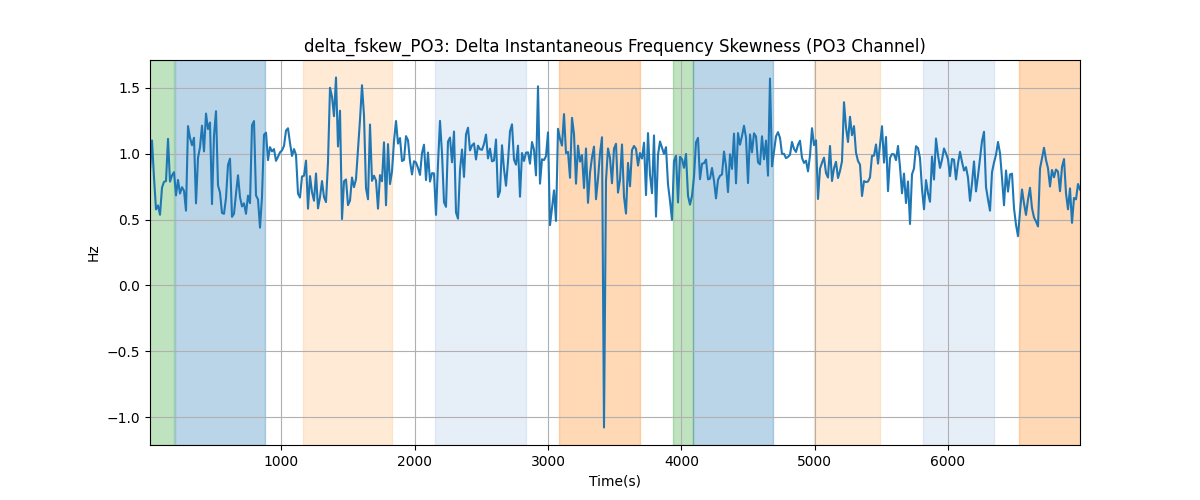 delta_fskew_PO3: Delta Instantaneous Frequency Skewness (PO3 Channel)
Hz
1.5
1.0
0.5
0.0
−0.5
−1.0
1000 2000 3000 4000 5000 6000
Time(s)